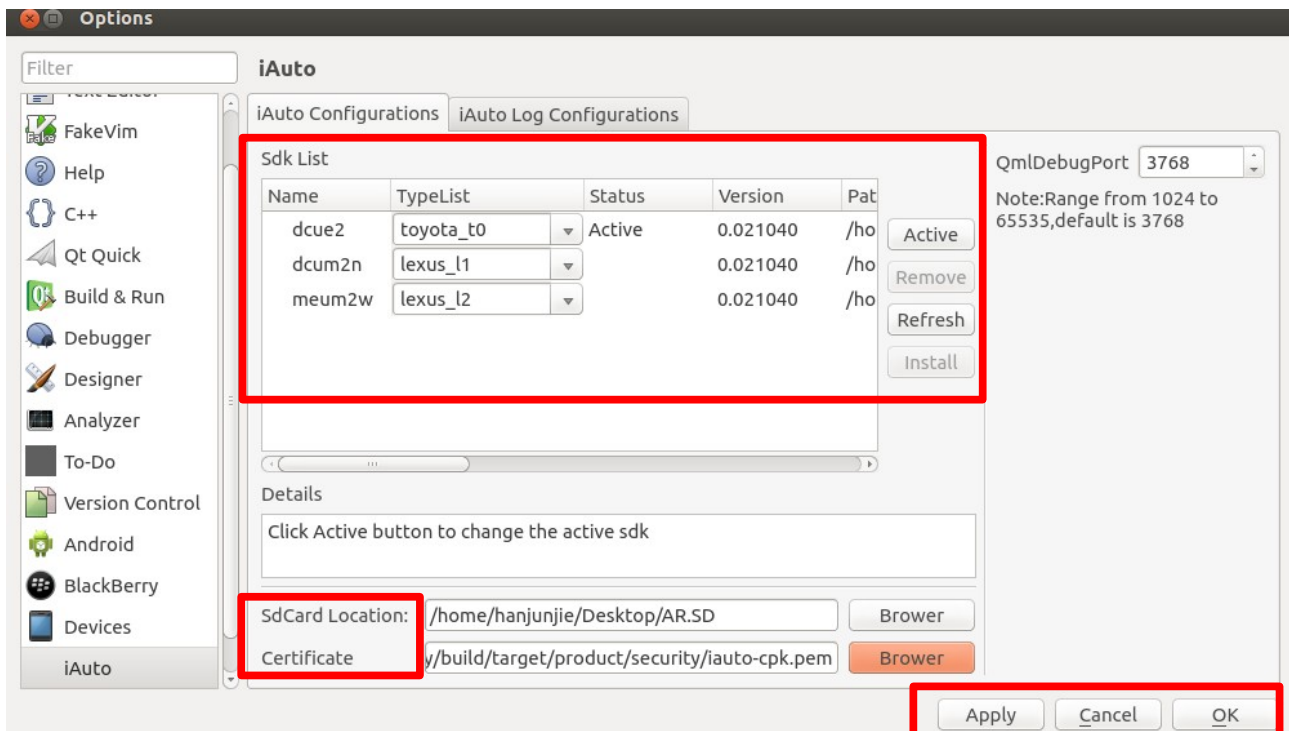 Options
Filter
iAuto
Text Editor
FakeVim
Help
C++
Qt Quick
Build & Run
Debugger
Designer
Analyzer
To-Do
Version Control
Android
BlackBerry
Devices
iAuto
iAuto Configurations iAuto Log Configurations
Sdk List
Name TypeList Status Version Pat
dcue2 toyota_t0 Active 0.021040 /ho
dcum2n lexus_l1 0.021040 /ho
meum2w lexus_l2 0.021040 /ho
Active
Remove
Refresh
Install
Details
Click Active button to change the active sdk
SdCard Location: /home/hanjunjie/Desktop/AR.SD Brower
Certificate y/build/target/product/security/iauto-cpk.pem Brower
QmlDebugPort 3768
Note:Range from 1024 to
65535,default is 3768
Apply Cancel OK